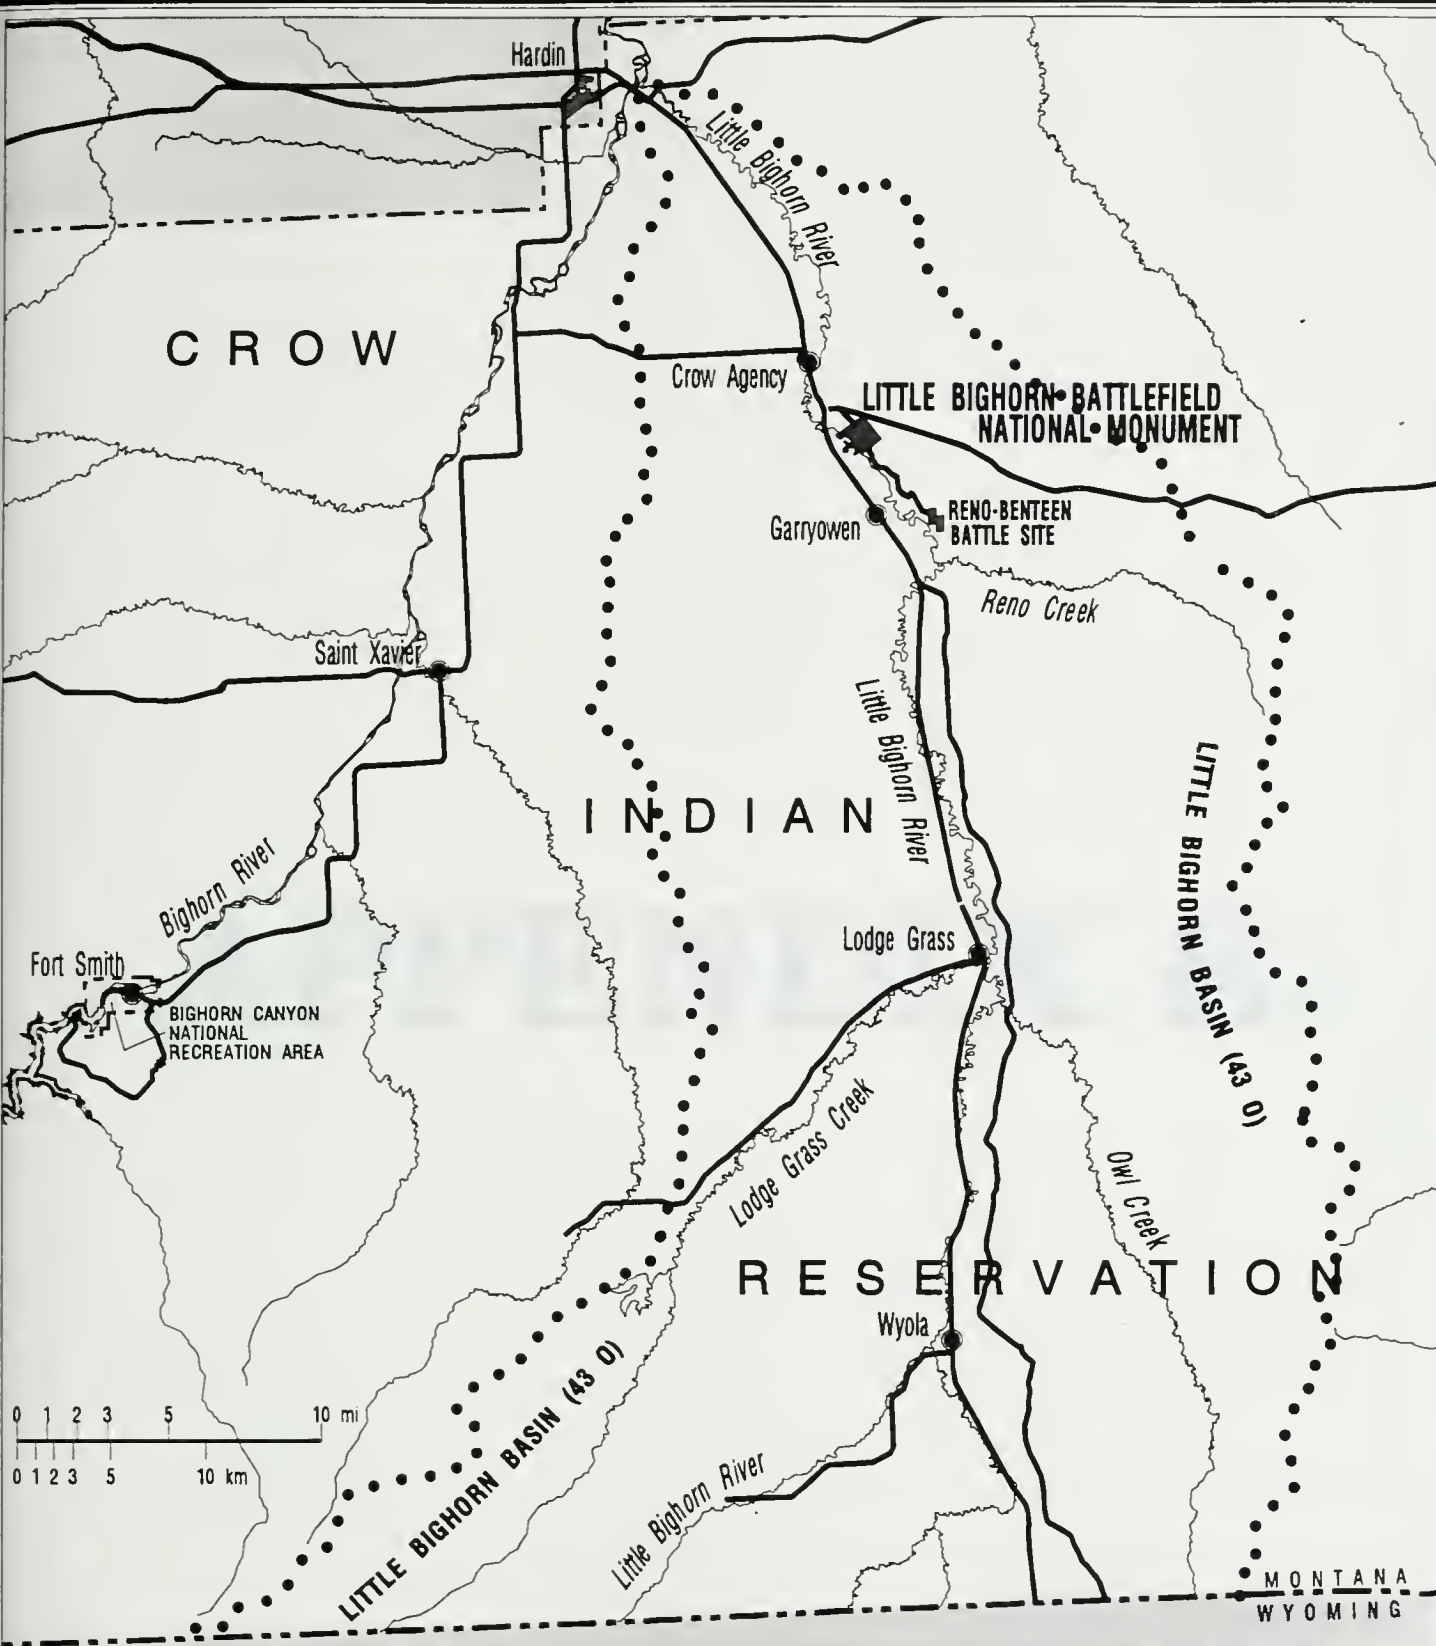 Hardin
Little Bighorn River
CROW
Crow Agency
LITTLE BIGHORN BATTLEFIELD
NATIONAL MONUMENT
RENO-BENTEEN
BATTLE SITE
Garryowen
Reno Creek
Saint Xavier
Little Bighorn River
LITTLE BIGHORN BASIN (43 O)
INDIAN
Bighorn River
Lodge Grass
Fort Smith
BIGHORN CANYON
NATIONAL
RECREATION AREA
Lodge Grass Creek
Owl Creek
RESERVATION
Wyola
LITTLE BIGHORN BASIN (43 O)
0 1 2 3 5 10 mi
0 1 2 3 5 10 km
Little Bighorn River
MONTANA
WYOMING